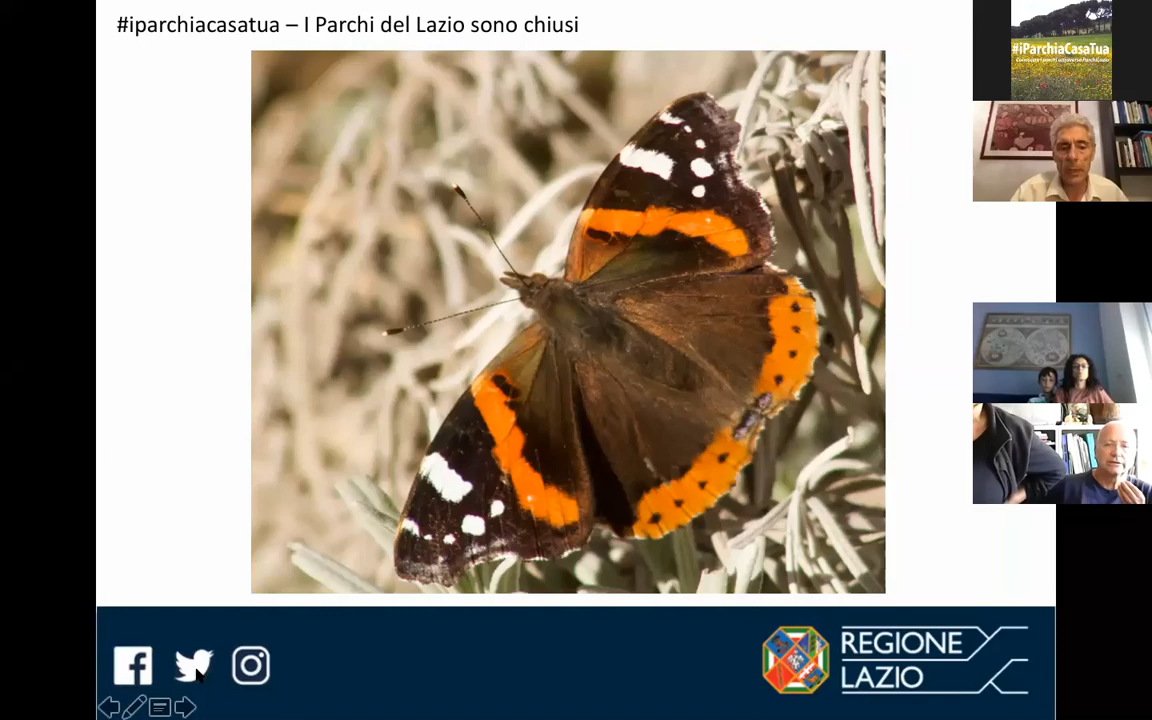 #iparchiacasatua – I Parchi del Lazio sono chiusi
#iParchiaCasaTua
REGIONE
LAZIO